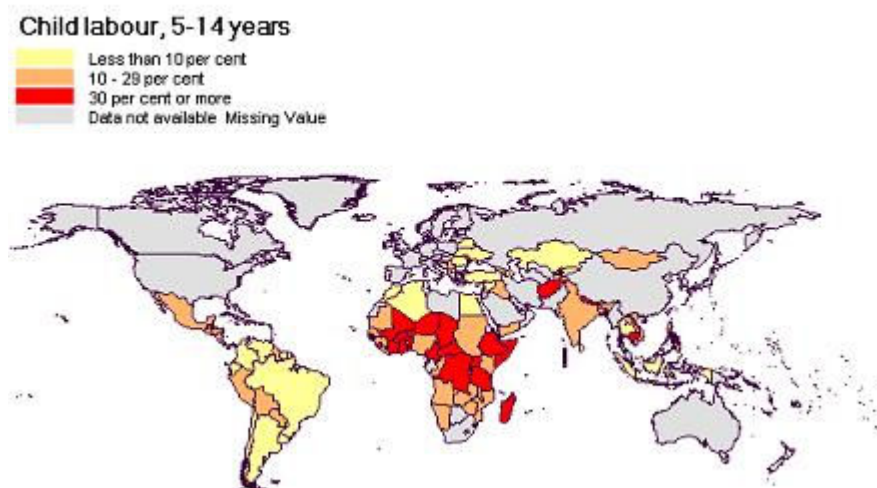 Child labour, 5-14 years
Less than 10 per cent
10 - 29 per cent
30 per cent or more
Data not available Missing Value